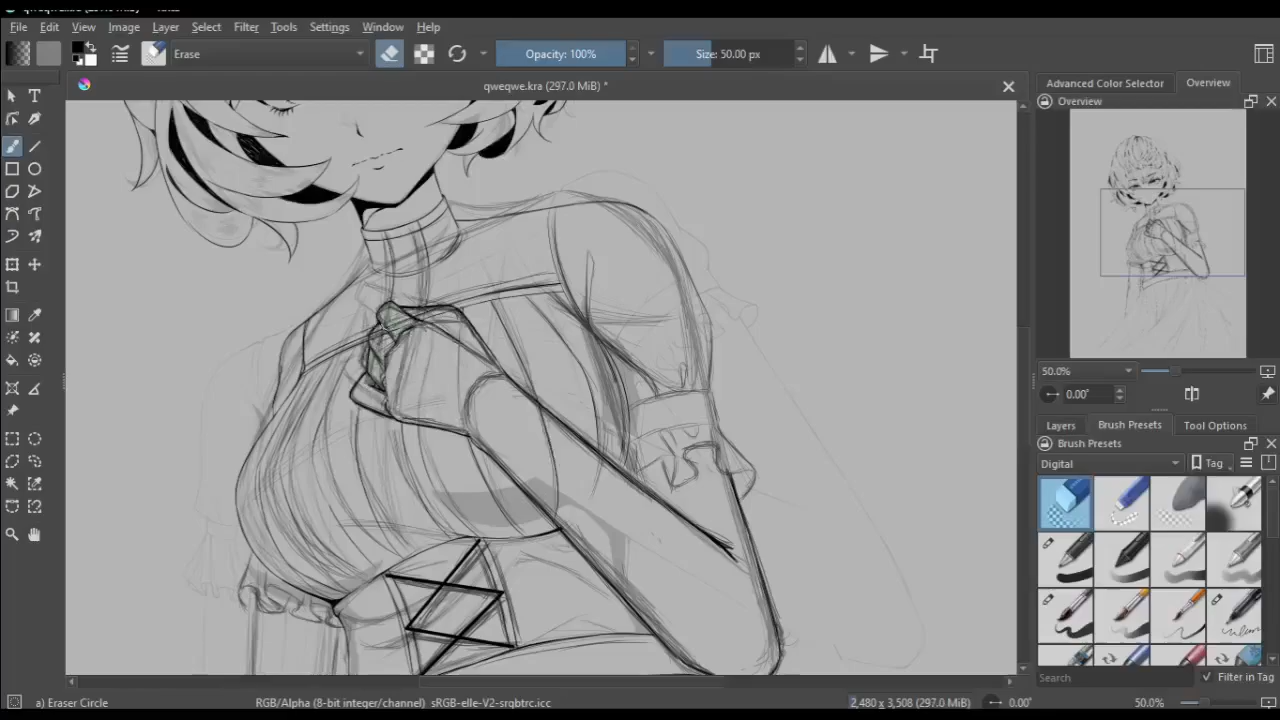 File Edit View Image Select Filter Tools Settings Window Help
Erase
Opacity: 100%
Size: 50.00 px
qweqwe.kra (297.0 MiB) *
Advanced Color Selector
Overview
Overview
50.0%
0.00°
Layers
Brush Presets
Tool Options
Brush Presets
Digital
Tag
Search
Filter in Tag
a) Eraser Circle
RGB/Alpha (8-bit integer/channel) sRGB-elle-V2-srgbtrc.icc
2,480 x 3,508 (297.0 MiB)
0.00°
50.0%